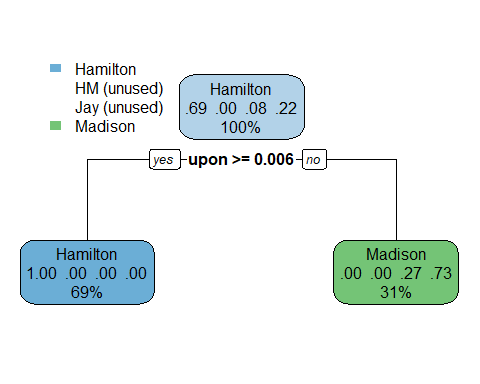 Hamilton
HM (unused)
Jay (unused)
Madison
Hamilton
.69 .00 .08 .22
100%
yes upon >= 0.006 no
Hamilton
1.00 .00 .00 .00
69%
Madison
.00 .00 .27 .73
31%